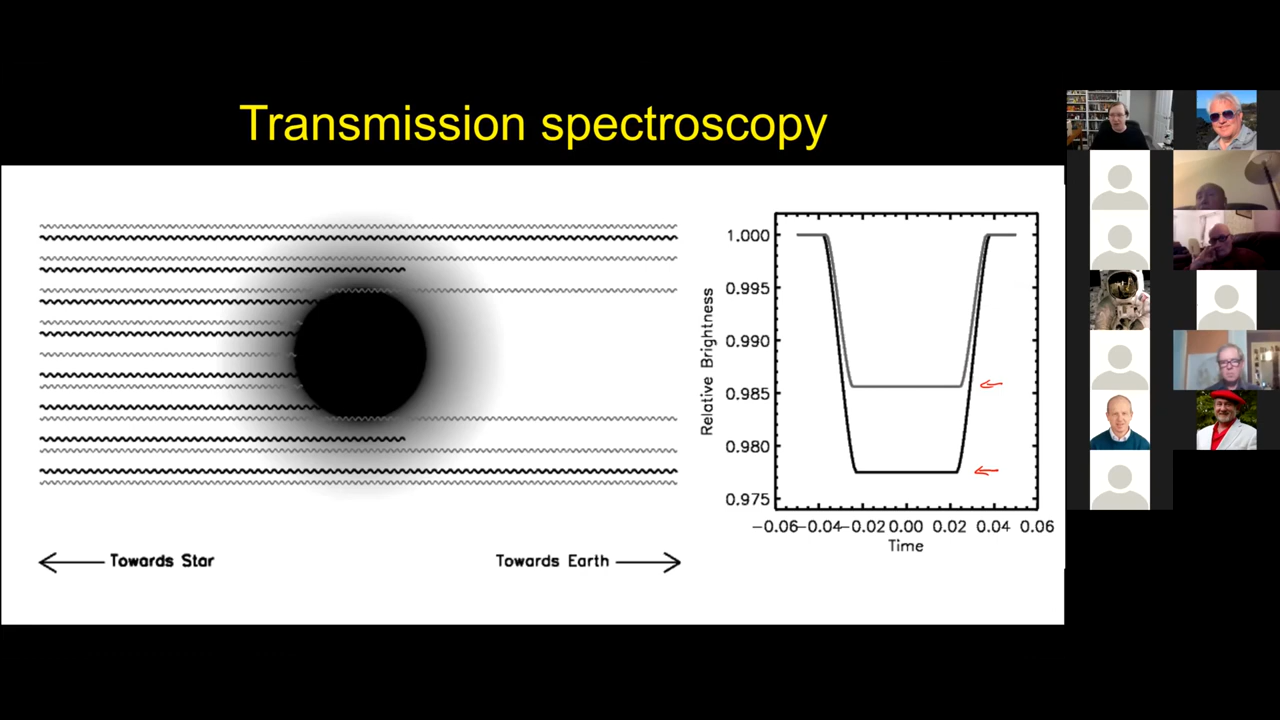 Transmission spectroscopy
Towards Star
Towards Earth
Relative Brightness
1.000
0.995
0.990
0.985
0.980
0.975
−0.06 −0.04 −0.02 0.00 0.02 0.04 0.06
Time